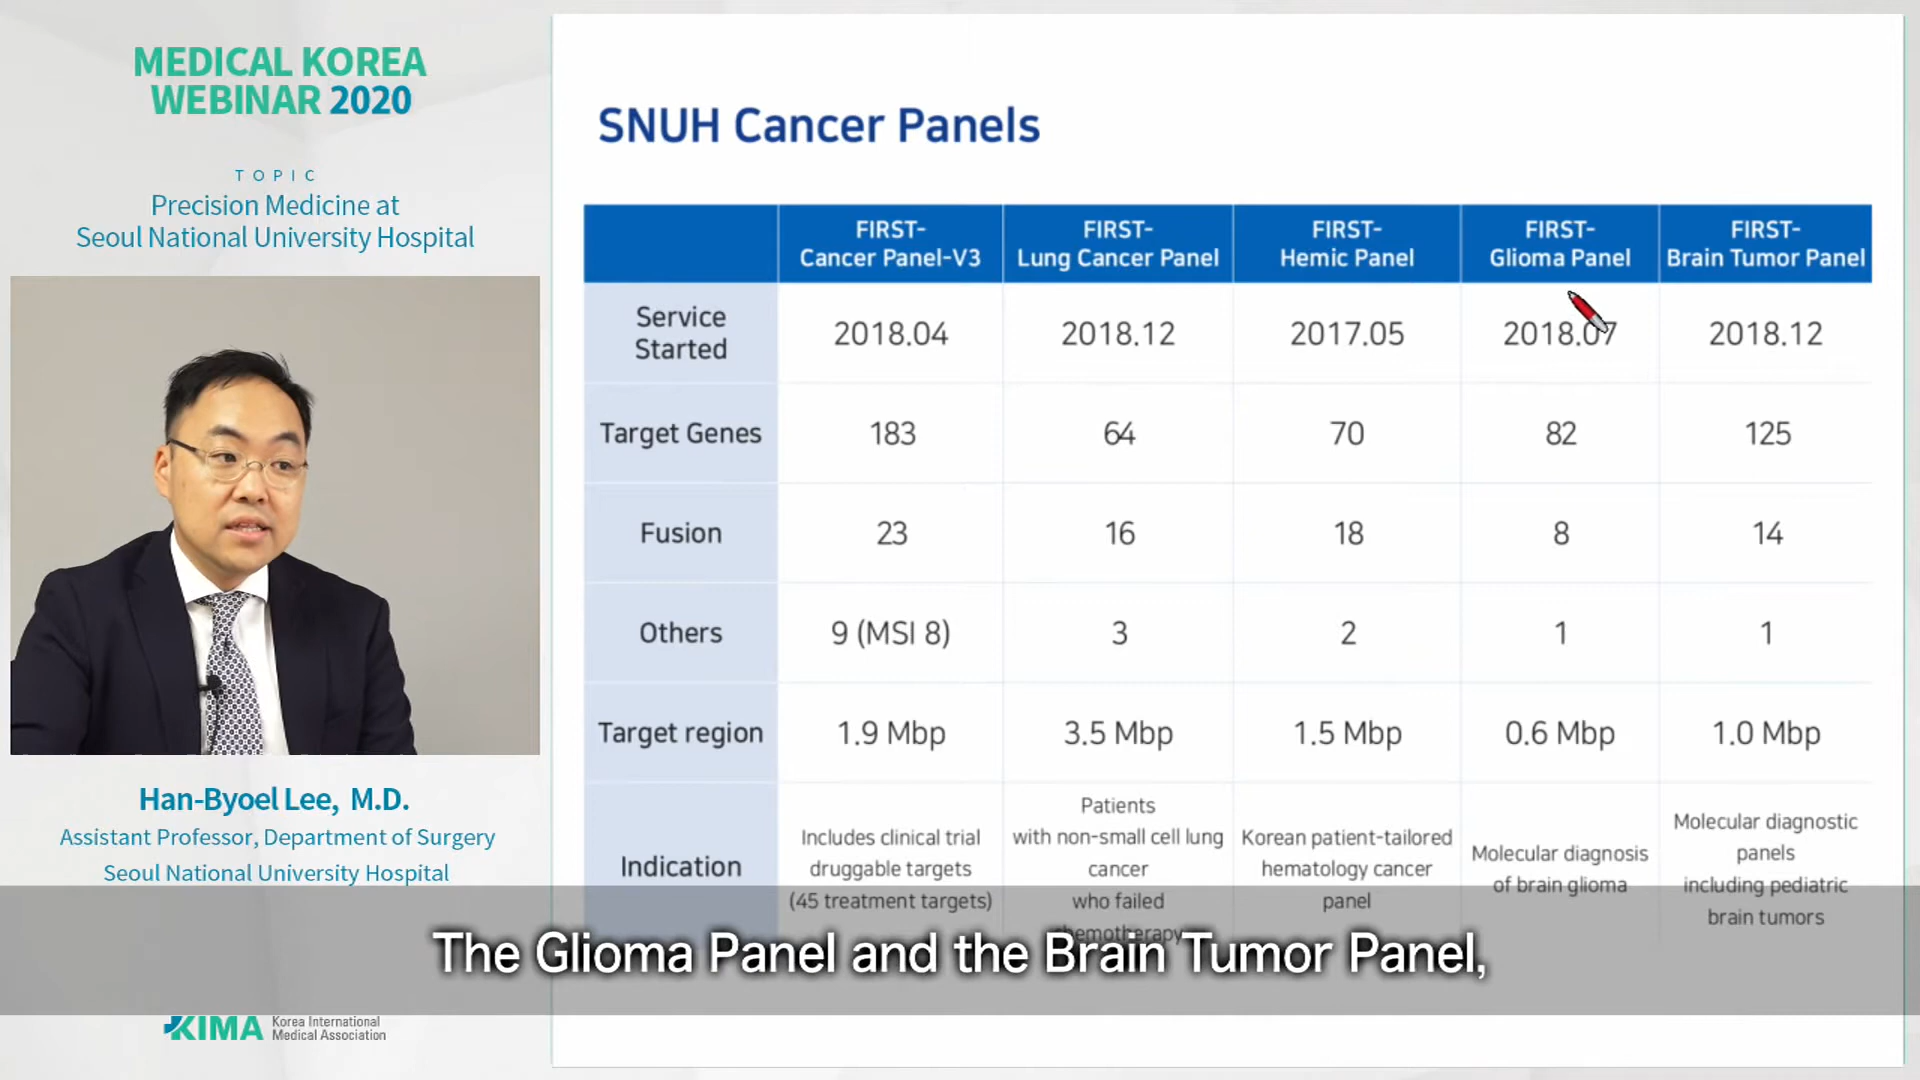 MEDICAL KOREA
WEBINAR 2020
TOPIC
Precision Medicine at
Seoul National University Hospital
Han-Byoel Lee, M.D.
Assistant Professor, Department of Surgery
Seoul National University Hospital
KIMA
Korea International
Medical Association
SNUH Cancer Panels
FIRST-
Cancer Panel-V3
FIRST-
Lung Cancer Panel
FIRST-
Hemic Panel
FIRST-
Glioma Panel
FIRST-
Brain Tumor Panel
Service
Started
2018.04
2018.12
2017.05
2018.07
2018.12
Target Genes
183
64
70
82
125
Fusion
23
16
18
8
14
Others
9 (MSI 8)
3
2
1
1
Target region
1.9 Mbp
3.5 Mbp
1.5 Mbp
0.6 Mbp
1.0 Mbp
Indication
Includes clinical trial
druggable targets
(45 treatment targets)
Patients
with non-small cell lung
cancer
who failed
chemotherapy
Korean patient-tailored
hematology cancer
panel
Molecular diagnosis
of brain glioma
Molecular diagnostic
panels
including pediatric
brain tumors
The Glioma Panel and the Brain Tumor Panel,